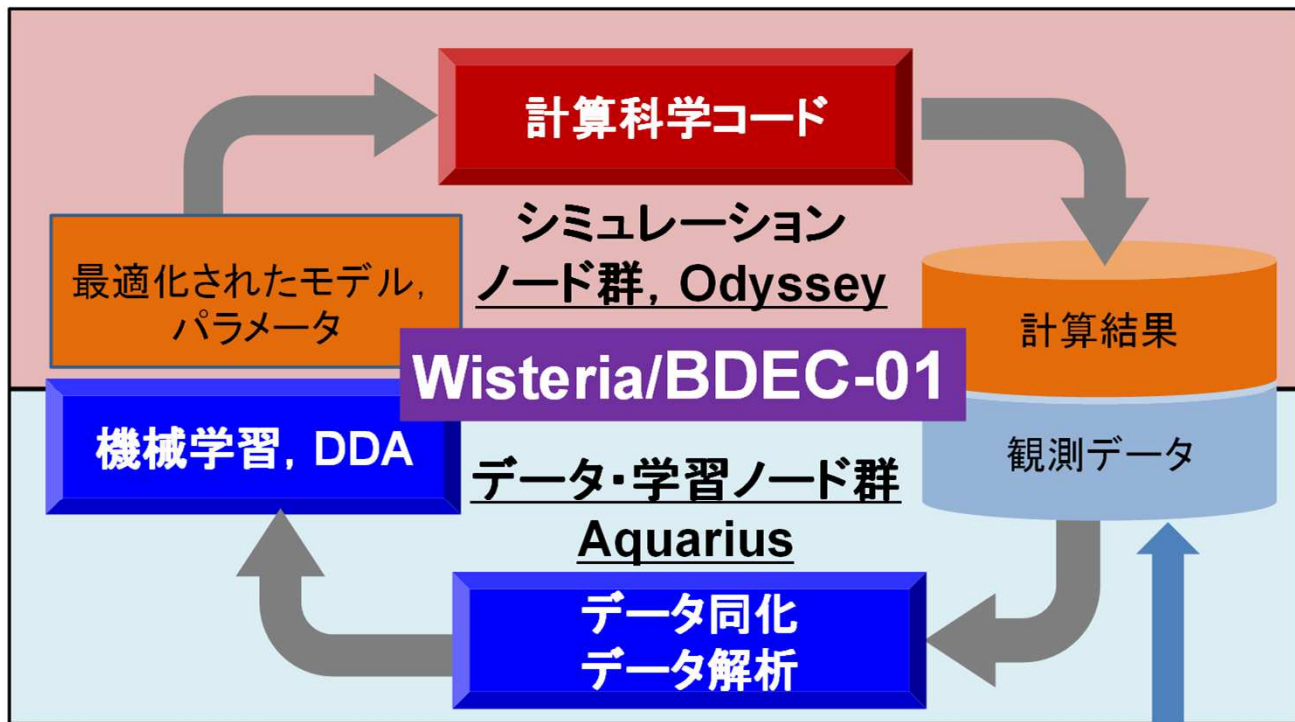 計算科学コード
シミュレーション
ノード群, Odyssey
最適化されたモデル,
パラメータ
計算結果
Wisteria/BDEC-01
機械学習, DDA
観測データ
データ・学習ノード群
Aquarius
データ同化
データ解析